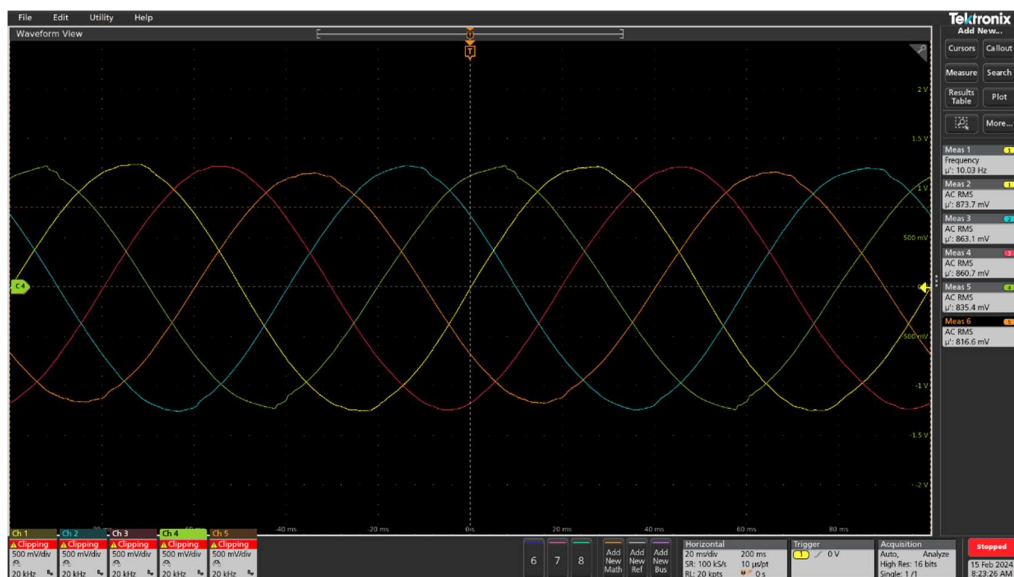 File Edit Utility Help
Tektronix
Waveform View
Add New...
Cursors Callout
Measure Search
Results Table Plot
More...
T
T
2 V
1.5 V
1 V
500 mV
-500 mV
-1 V
-1.5 V
-2 V
C4
-40 ms -20 ms 0s 20 ms 40 ms 60 ms 80 ms
Meas 1 1
Frequency
µ': 10.03 Hz
Meas 2 1
AC RMS
µ': 873.7 mV
Meas 3 2
AC RMS
µ': 863.1 mV
Meas 4 3
AC RMS
µ': 860.7 mV
Meas 5 4
AC RMS
µ': 835.4 mV
Meas 6 5
AC RMS
µ': 816.6 mV
Ch 1 Ch 2 Ch 3 Ch 4 Ch 5
Clipping Clipping Clipping Clipping Clipping
500 mV/div 500 mV/div 500 mV/div 500 mV/div 500 mV/div
20 kHz 20 kHz 20 kHz 20 kHz 20 kHz
6 7 8
Add New Math
Add New Ref
Add New Bus
Horizontal
20 ms/div 200 ms
SR: 100 kS/s 10 µs/pt
RL: 20 kpts 0 s
Trigger
1 0 V
Acquisition
Auto, Analyze
High Res: 16 bits
Single: 1 /1
Stopped
15 Feb 2024
8:23:26 AM